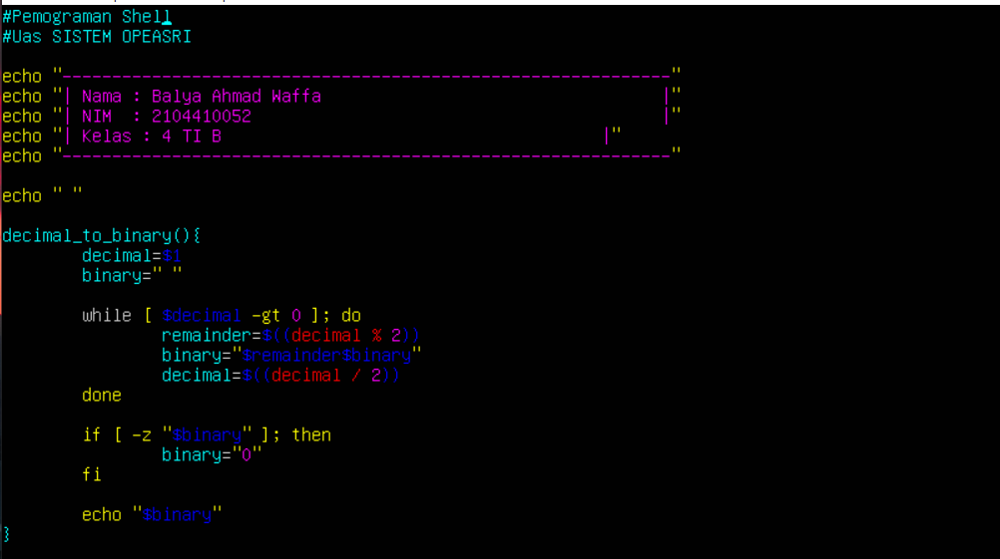 #Pemograman Shell
#Uas SISTEM OPEASRI
echo "-------------------------------------------------------------"
echo "| Nama : Balya Ahmad Waffa                                  |"
echo "| NIM  : 2104410052                                         |"
echo "| Kelas : 4 TI B                                      |"
echo "-------------------------------------------------------------"
echo " "
decimal_to_binary(){
        decimal=$1
        binary=" "
        while [ $decimal -gt 0 ]; do
                remainder=$((decimal % 2))
                binary="$remainder$binary"
                decimal=$((decimal / 2))
        done
        if [ -z "$binary" ]; then
                binary="0"
        fi
        echo "$binary"
}